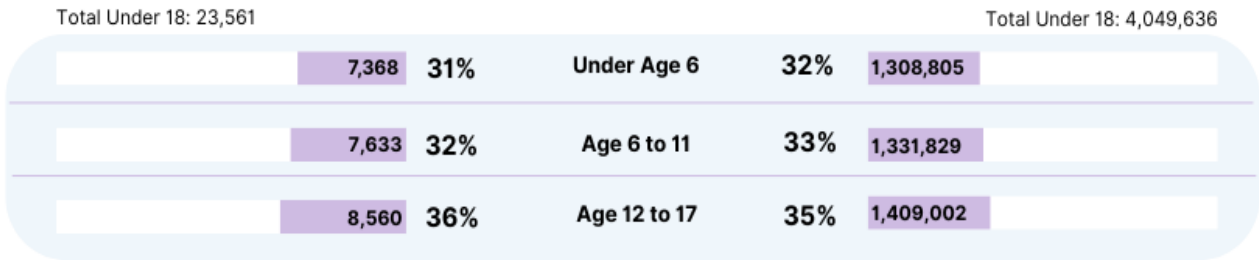 Total Under 18: 23,561 Total Under 18: 4,049,636
7,368 31% Under Age 6 32% 1,308,805
7,633 32% Age 6 to 11 33% 1,331,829
8,560 36% Age 12 to 17 35% 1,409,002